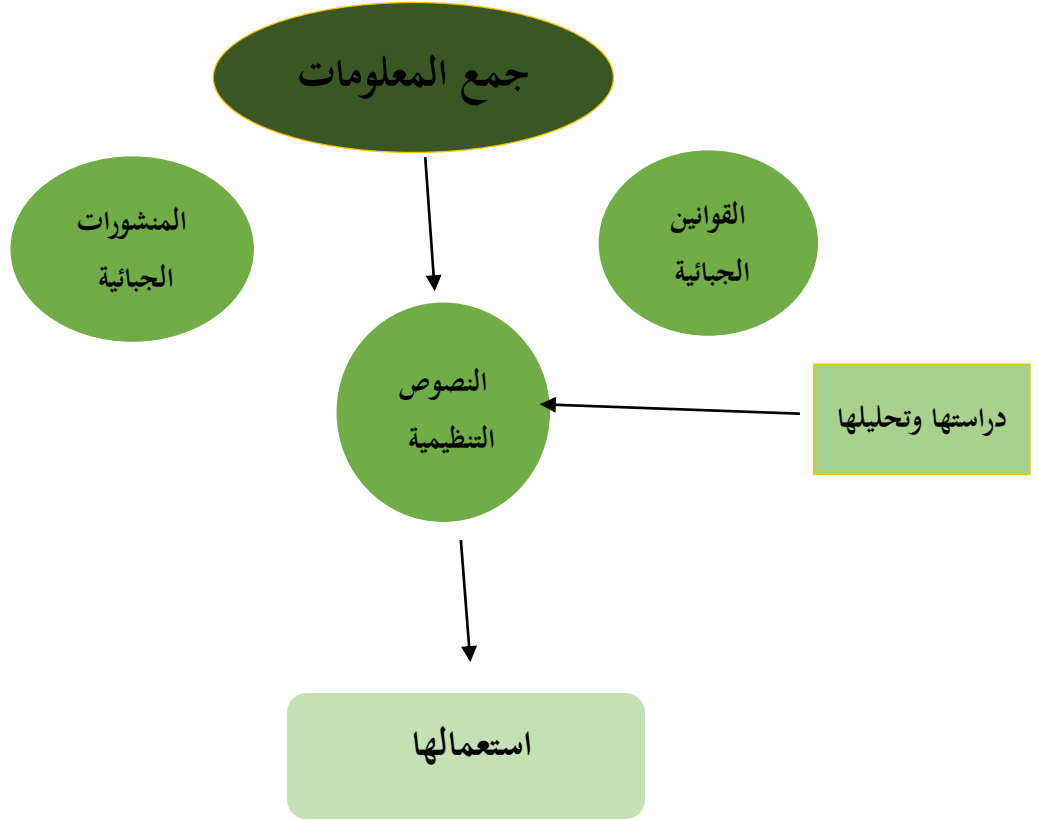 جمع المعلومات
القوانين
الجبائية
المنشورات
الجبائية
النصوص
التنظيمية
دراستها وتحليلها
استعمالها